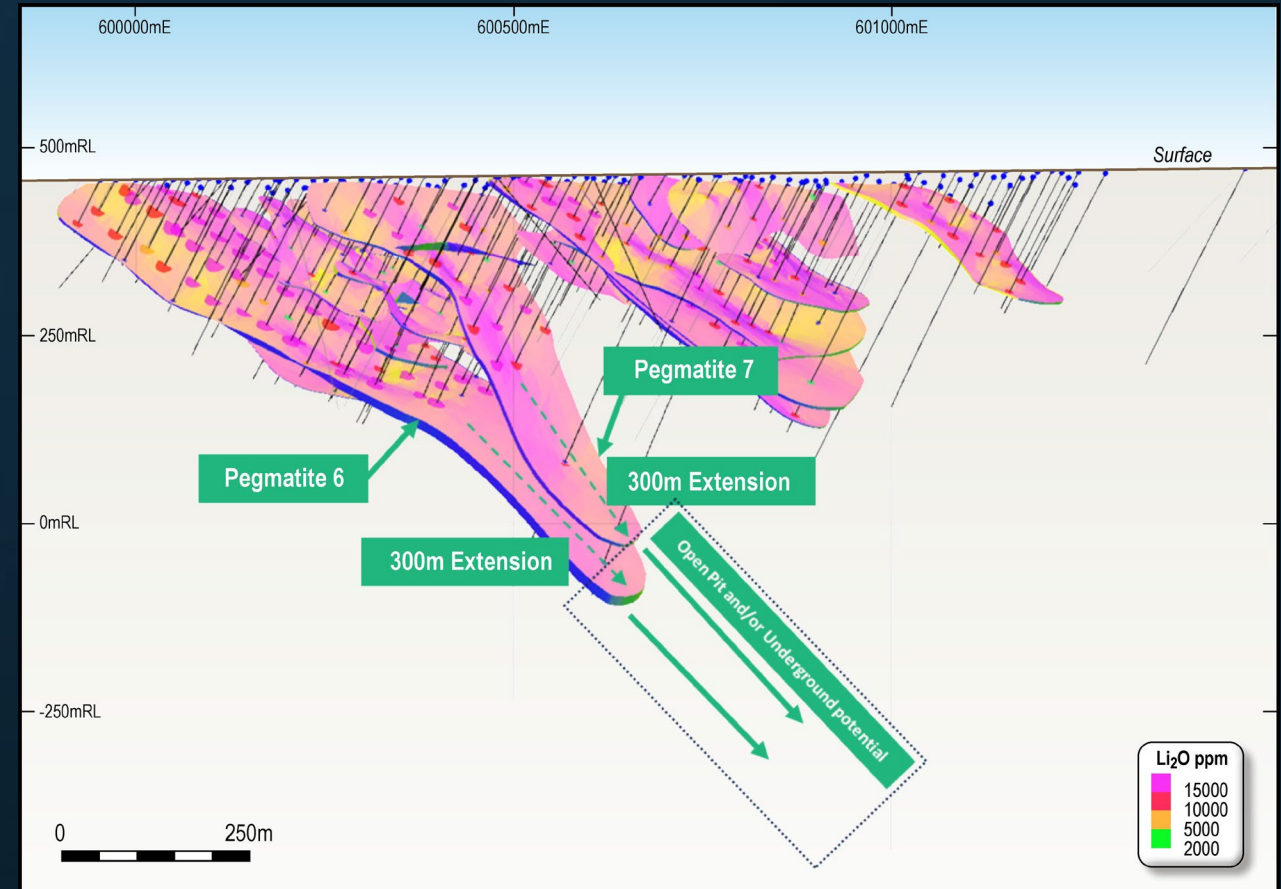 600000mE
600500mE
601000mE
500mRL
Surface
250mRL
Pegmatite 7
Pegmatite 6
300m Extension
0mRL
300m Extension
Open Pit and/or Underground potential
-250mRL
Li₂O ppm
15000
10000
5000
2000
0
250m